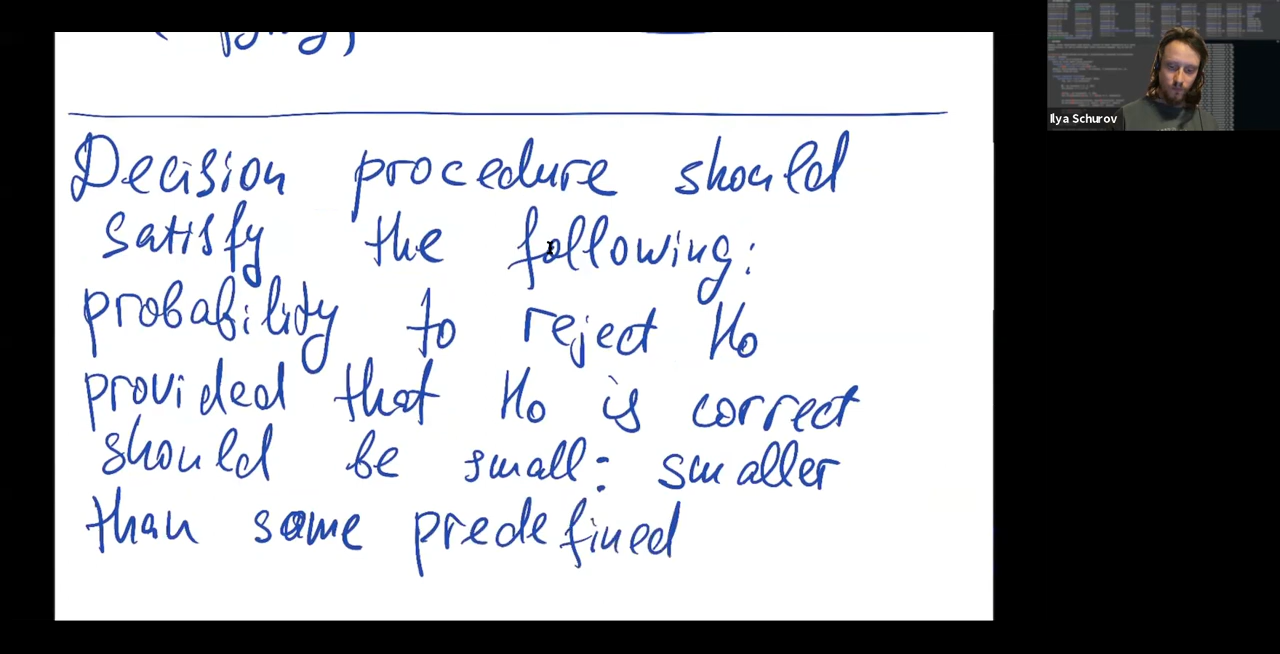 Decision procedure should
satisfy the following:
probability to reject H₀
provided that H₀ is correct
should be small: smaller
than some predefined
Ilya Schurov